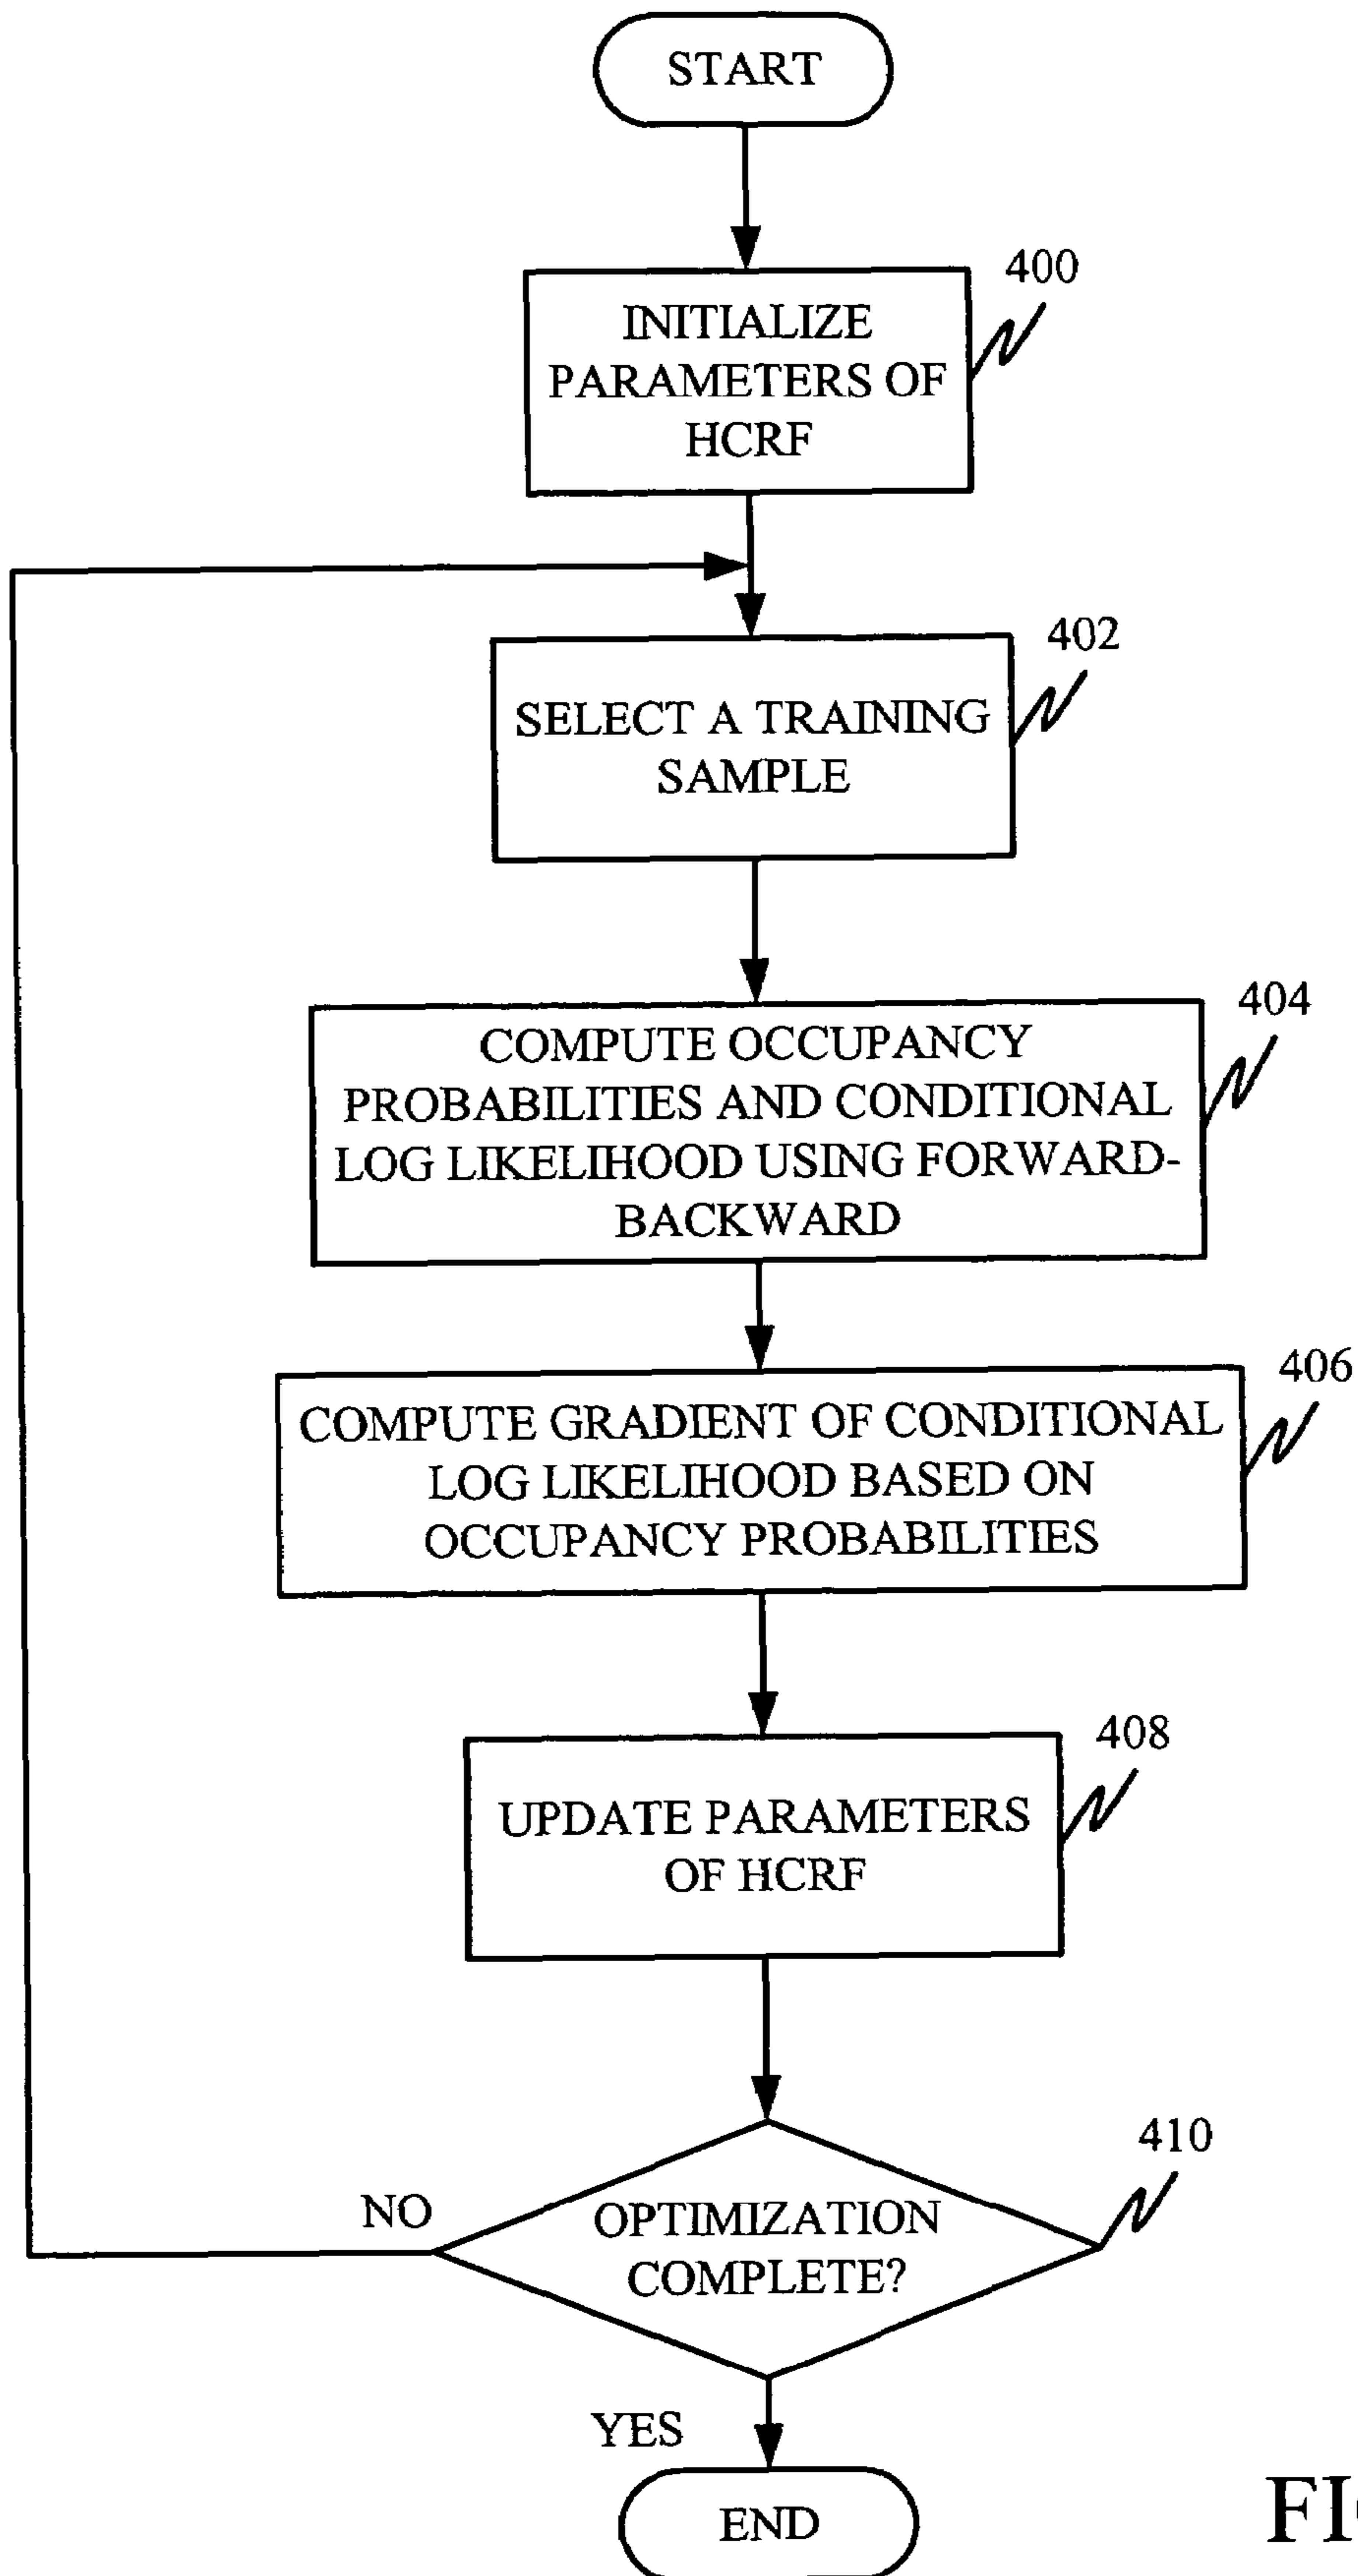 START
400
INITIALIZE
PARAMETERS OF
HCRF
402
SELECT A TRAINING
SAMPLE
404
COMPUTE OCCUPANCY
PROBABILITIES AND CONDITIONAL
LOG LIKELIHOOD USING FORWARD-
BACKWARD
406
COMPUTE GRADIENT OF CONDITIONAL
LOG LIKELIHOOD BASED ON
OCCUPANCY PROBABILITIES
408
UPDATE PARAMETERS
OF HCRF
410
NO
OPTIMIZATION
COMPLETE?
YES
END